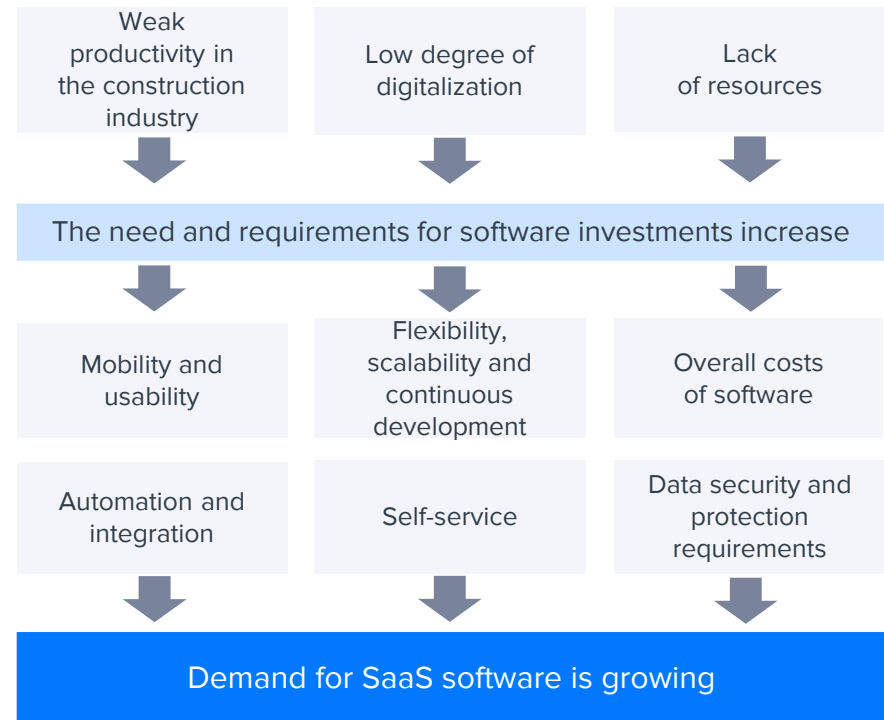 Weak
productivity in
the construction
industry
Low degree of
digitalization
Lack
of resources
The need and requirements for software investments increase
Mobility and
usability
Flexibility,
scalability and
continuous
development
Overall costs
of software
Automation and
integration
Self-service
Data security and
protection
requirements
Demand for SaaS software is growing